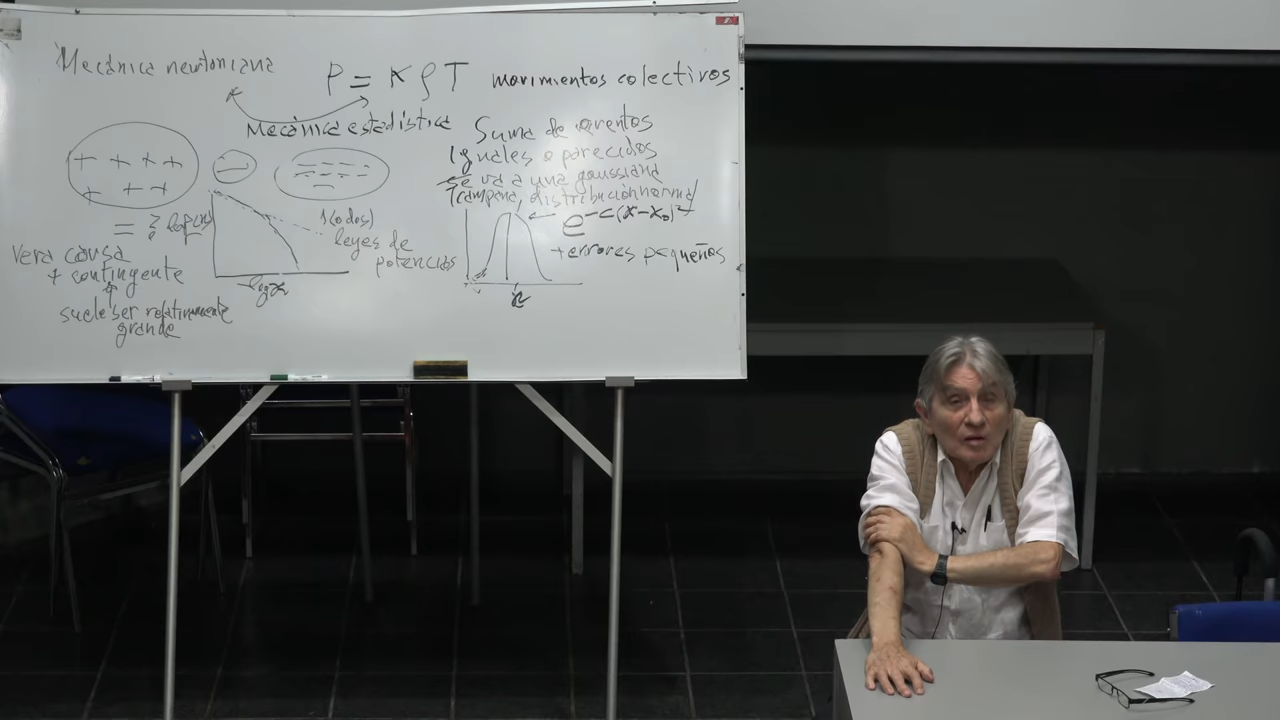 Mecánica newtoniana
P = K ρ T movimientos colectivos
Mecánica estadística
Suma de eventos
iguales o parecidos
se va a una gaussiana
(campana, distribución normal
e^-c(x-x₀)²
+ errores pequeños
x
leyes de
potencias
log x
=
Vera causa
+ contingente
suele ser relativamente
grande